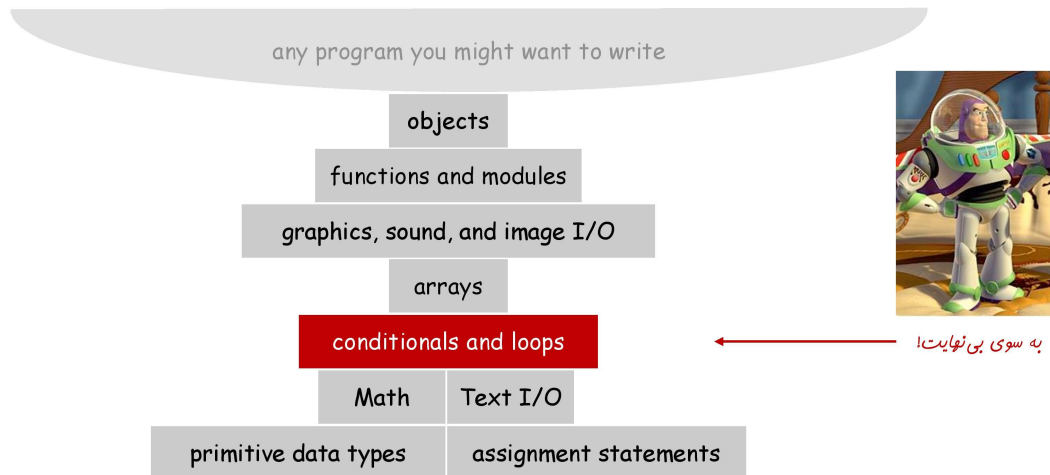 any program you might want to write
objects
functions and modules
graphics, sound, and image I/O
arrays
conditionals and loops
به سوی بی‌نهایت!
Math
Text I/O
primitive data types
assignment statements